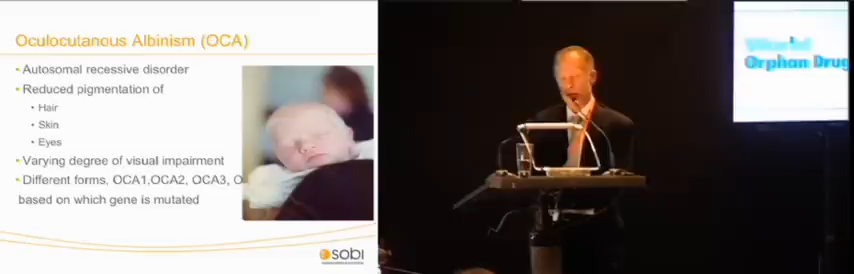 Oculocutanous Albinism (OCA)
Autosomal recessive disorder
Reduced pigmentation of
Hair
Skin
Eyes
Varying degree of visual impairment
Different forms, OCA1,OCA2, OCA3, O
based on which gene is mutated
sobi
World
Orphan Drug